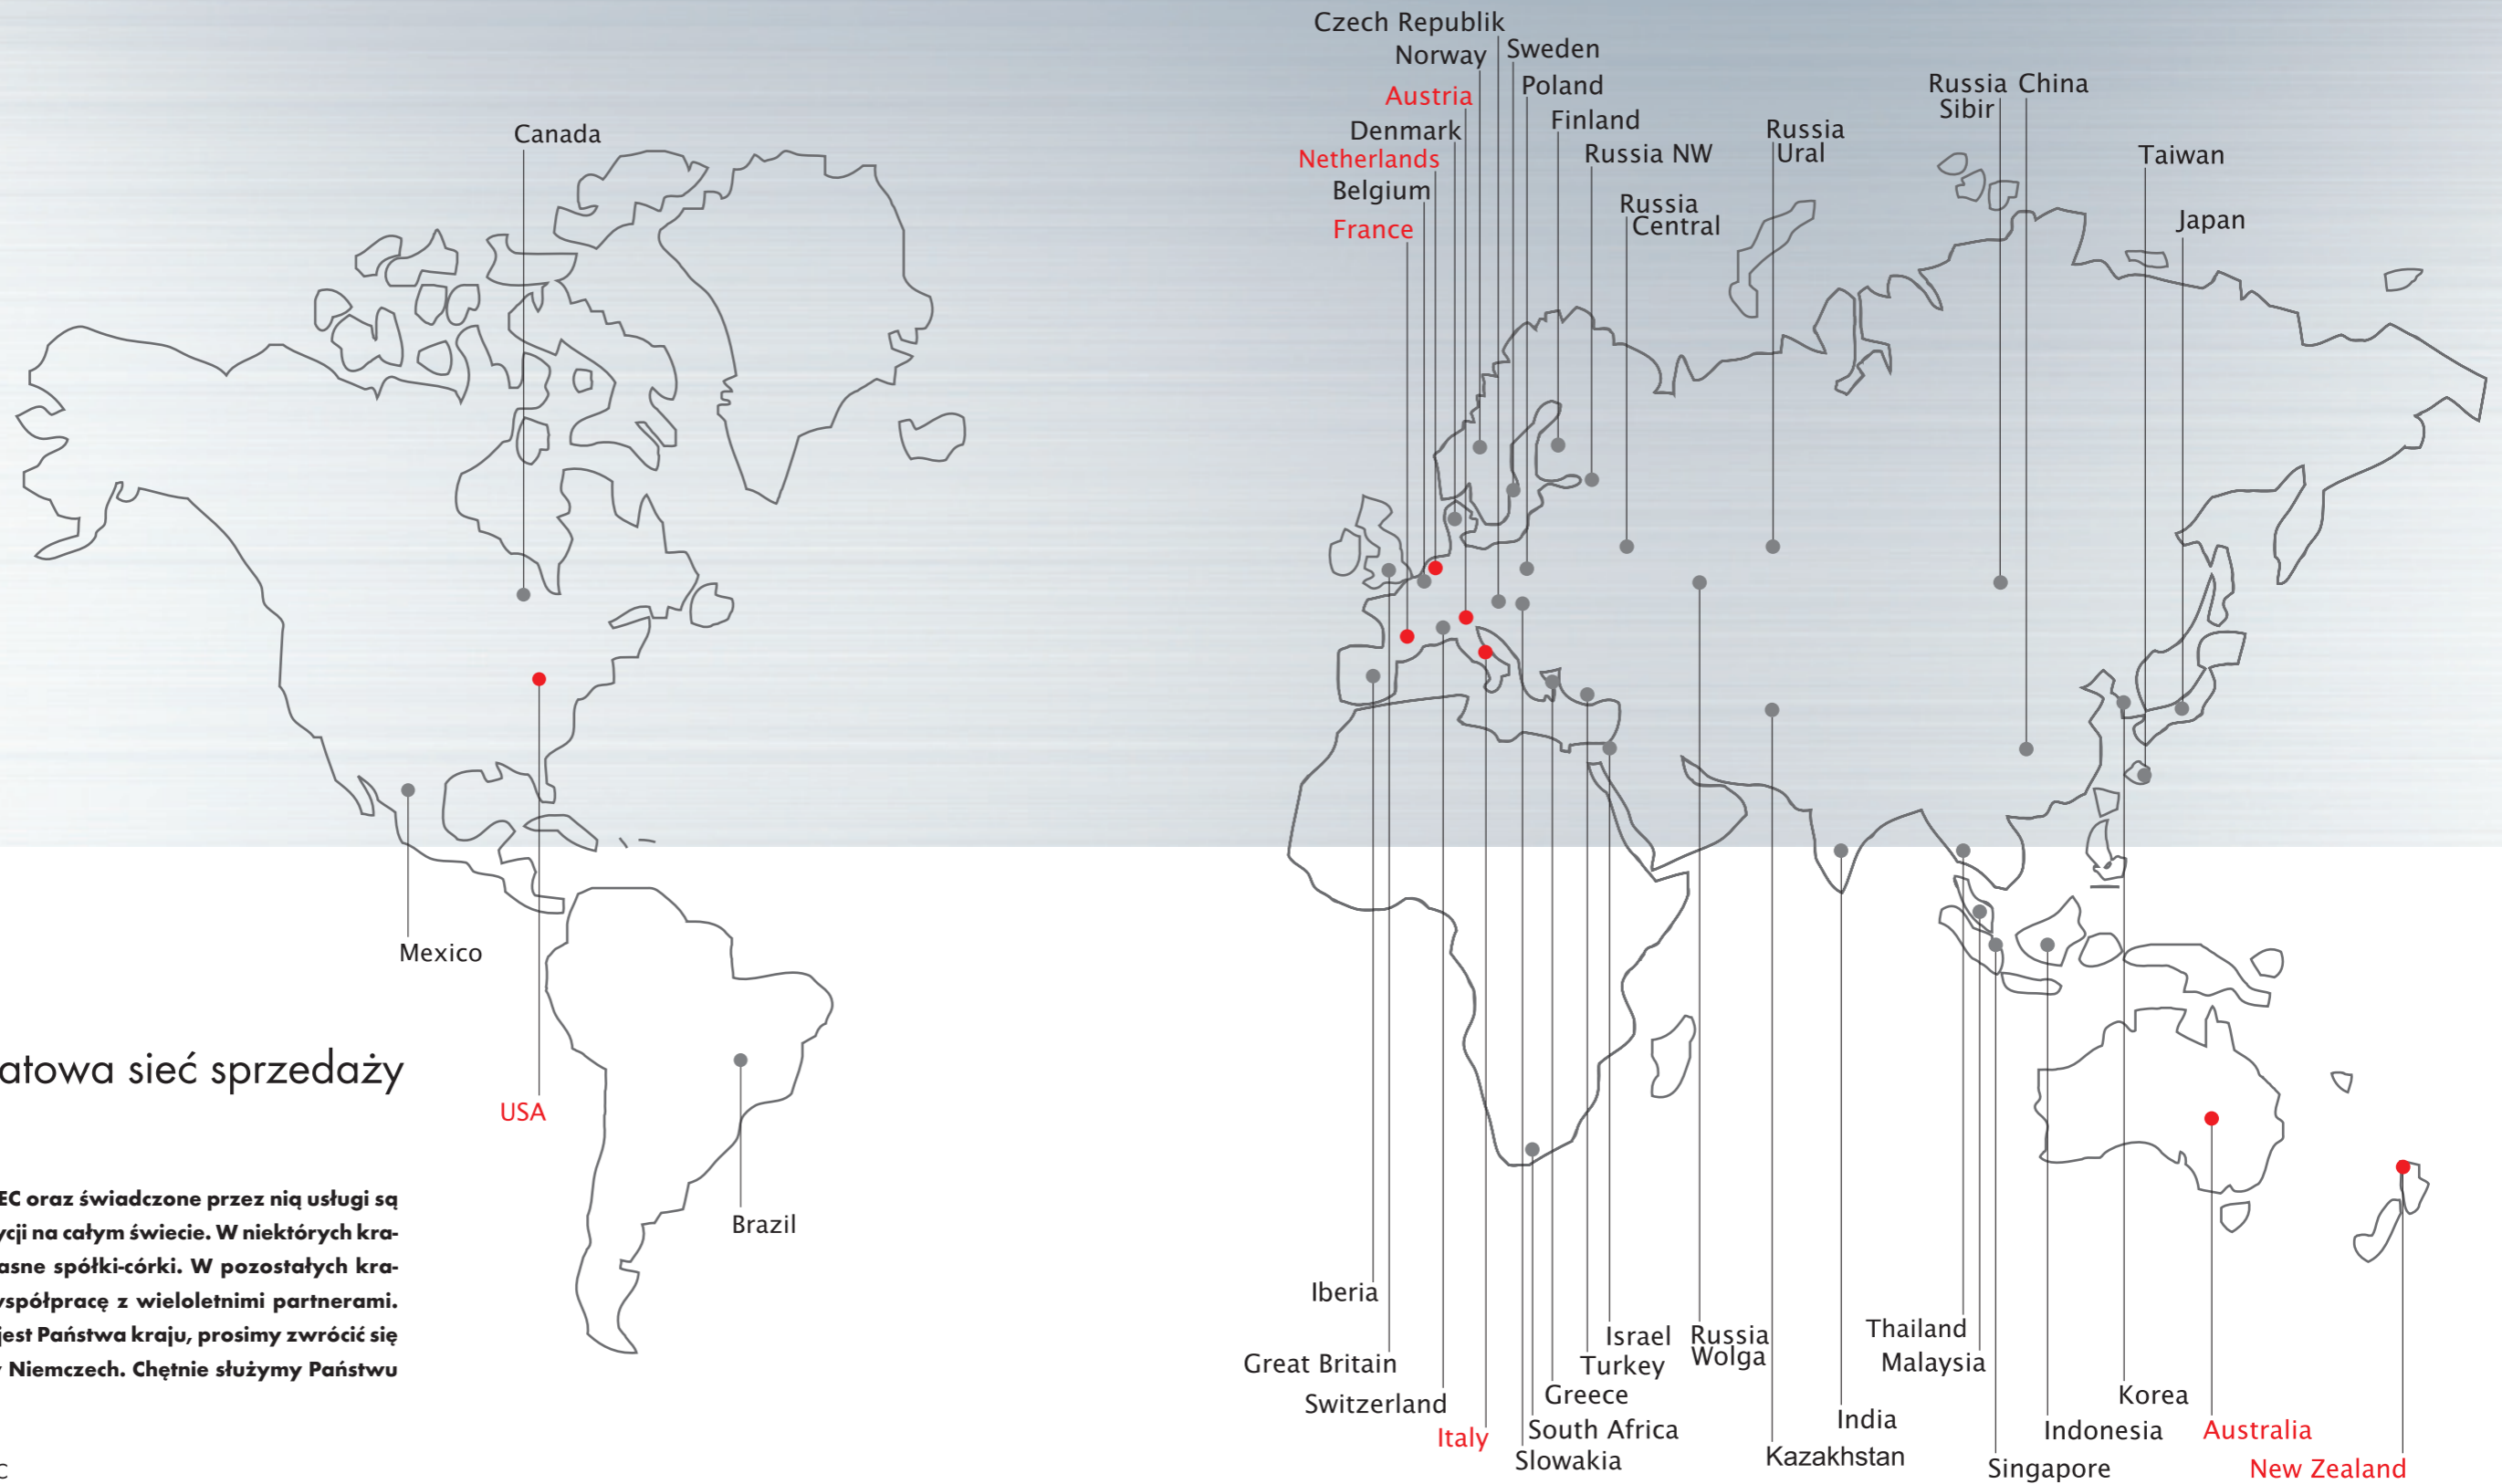 Czech Republik
Norway
Sweden
Austria
Poland
Denmark
Finland
Netherlands
Russia NW
Belgium
France
Russia
Central
Russia
Ural
Russia
Sibir
China
Taiwan
Japan
Canada
Mexico
USA
Brazil
atowa sieć sprzedaży
EC oraz świadczone przez nią usługi są
ycji na całym świecie. W niektórych kra-
asne spółki-córki. W pozostałych kra-
współpracę z wieloletnimi partnerami.
jest Państwa kraju, prosimy zwrócić się
Niemczech. Chętnie służymy Państwu
C
Iberia
Great Britain
Switzerland
Italy
Israel
Turkey
Greece
South Africa
Slowakia
Russia
Wolga
Kazakhstan
India
Thailand
Malaysia
Singapore
Korea
Indonesia
Australia
New Zealand